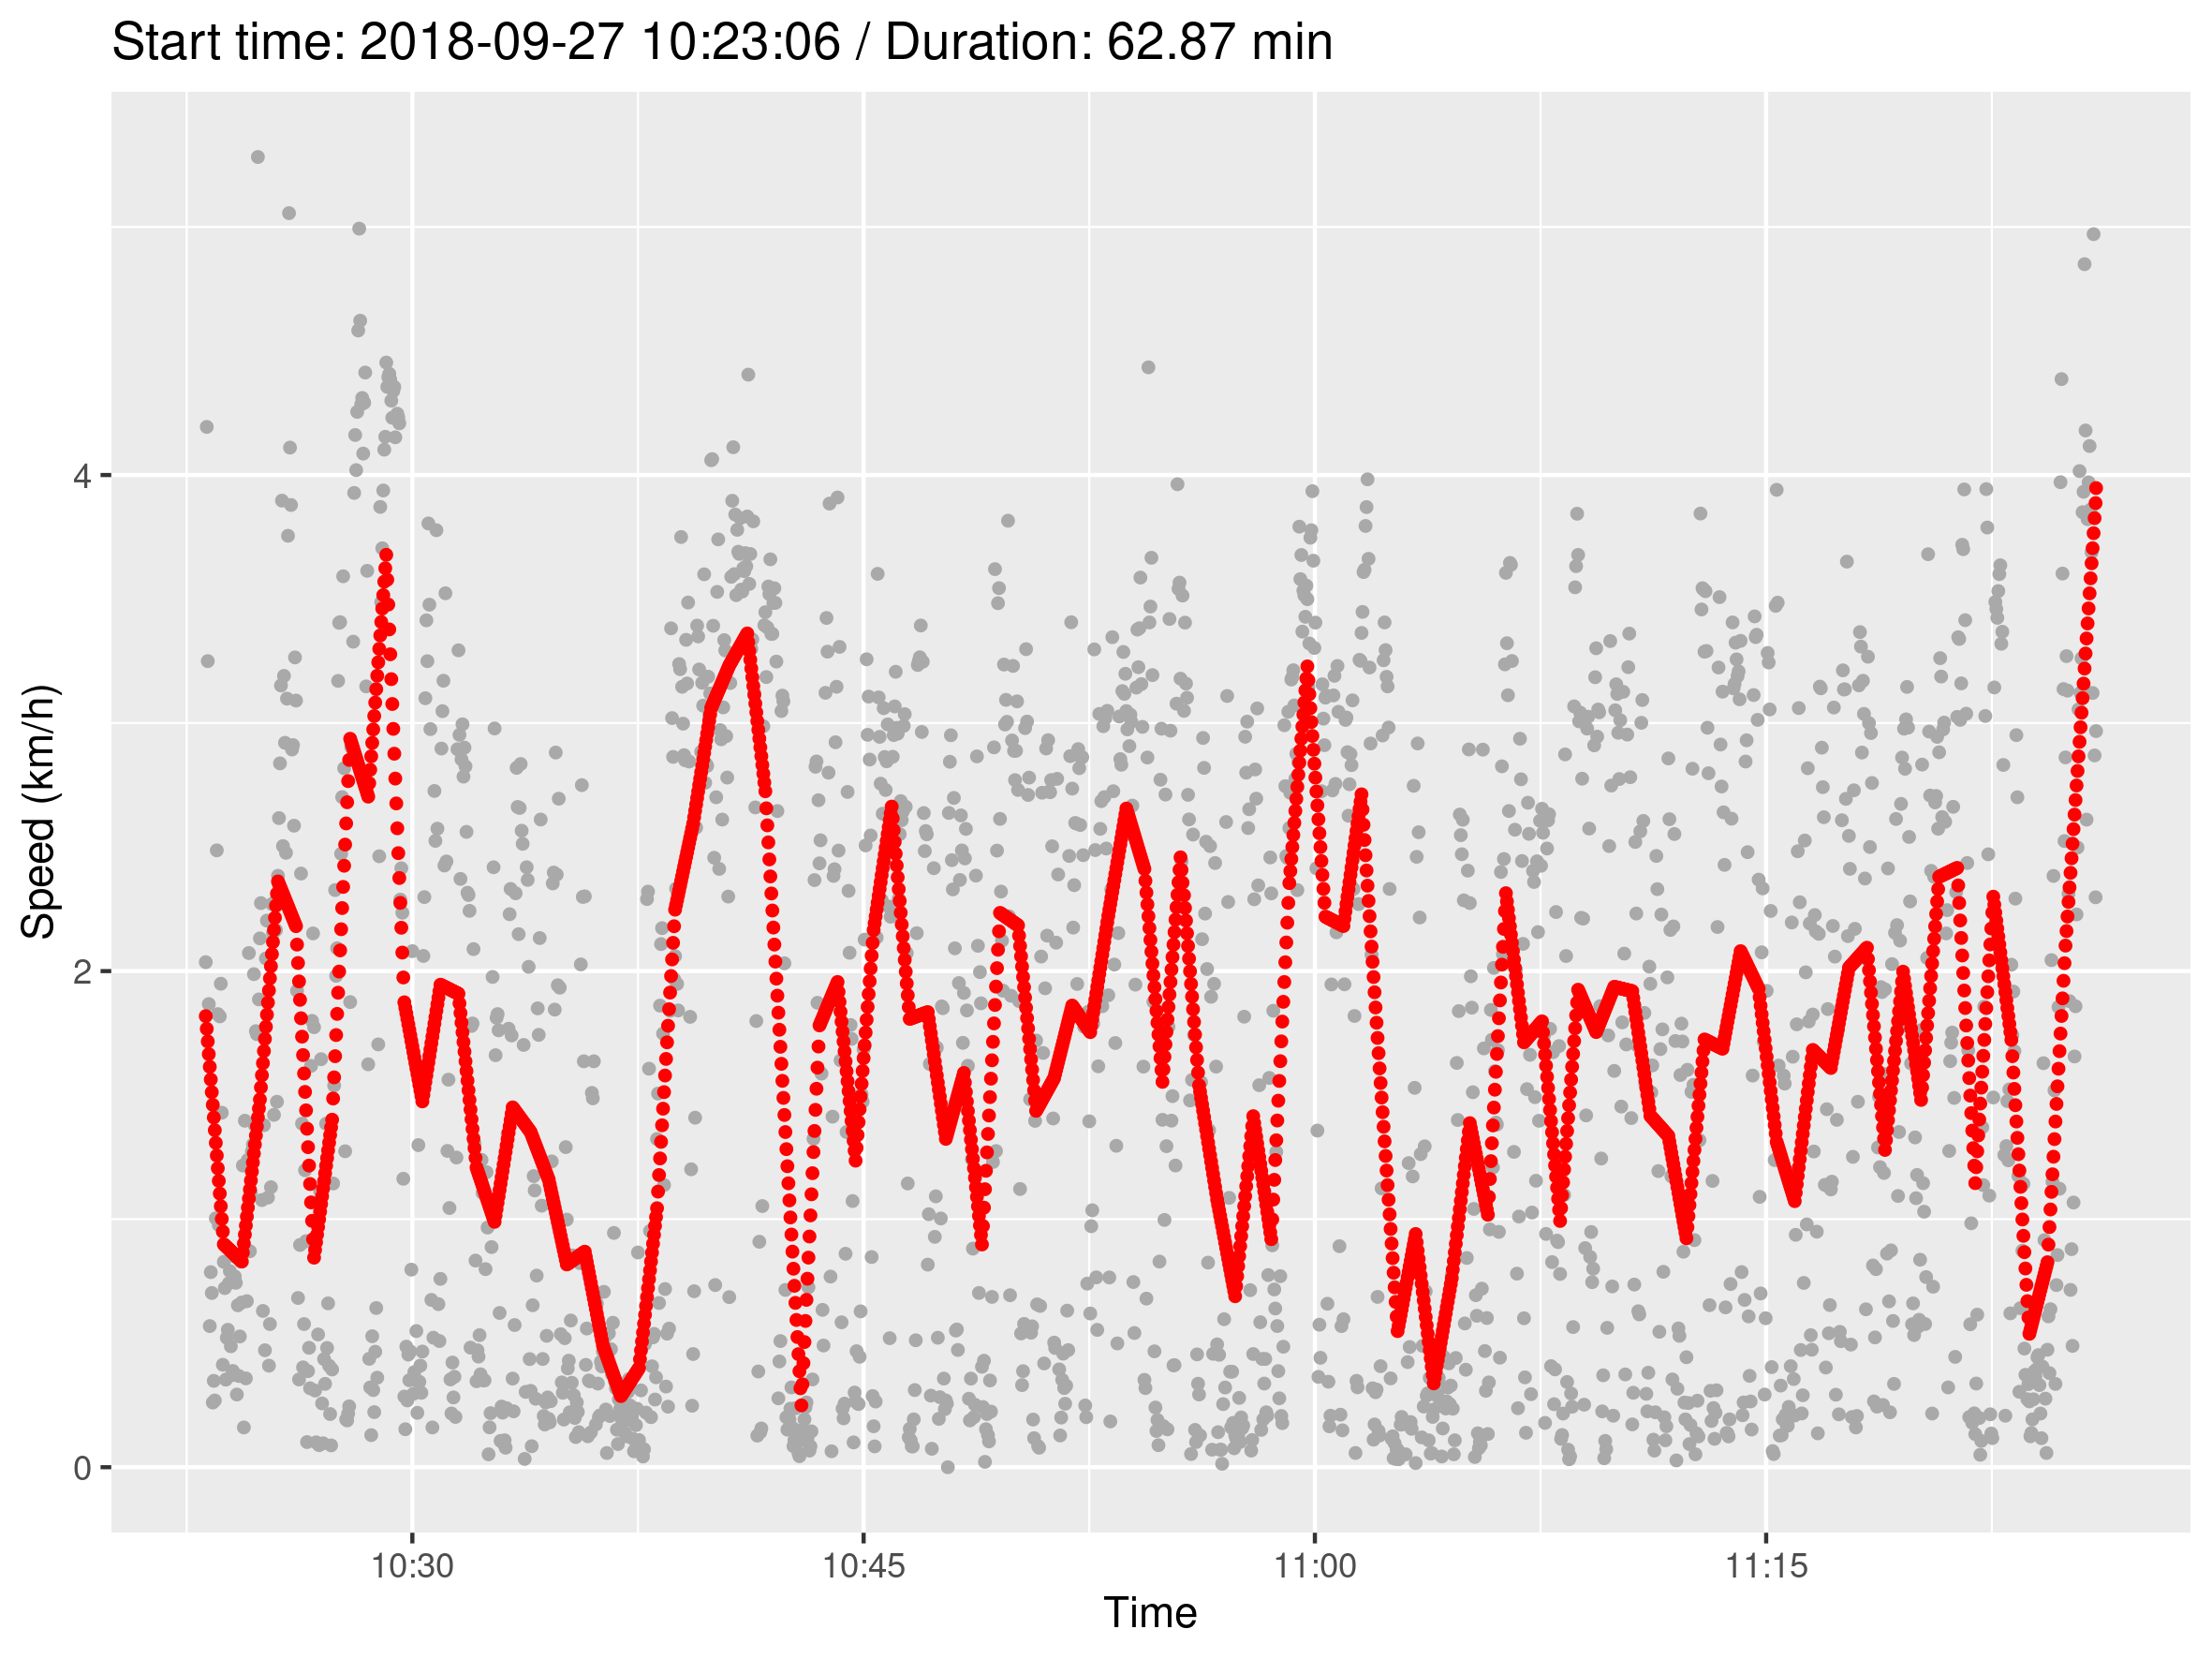 Start time: 2018-09-27 10:23:06 / Duration: 62.87 min
Speed (km/h)
4
2
0
10:30 10:45 11:00 11:15
Time